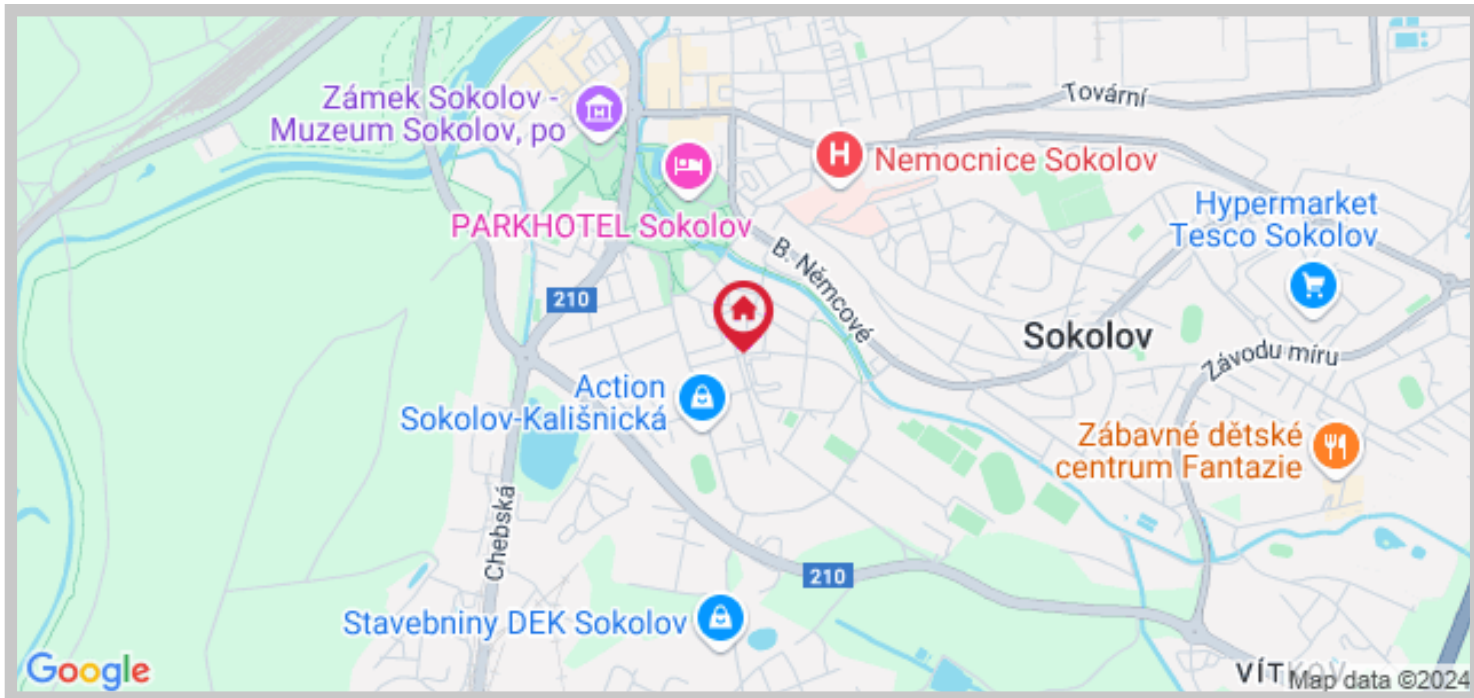 Tovární
Zámek Sokolov -
Muzeum Sokolov, po
H
Nemocnice Sokolov
Hypermarket
Tesco Sokolov
PARKHOTEL Sokolov
B. Němcové
210
Sokolov
Závodu míru
Action
Sokolov-Kališnická
Zábavné dětské
centrum Fantazie
Chebská
210
Stavebniny DEK Sokolov
Google
VÍTKOV
Map data ©2024